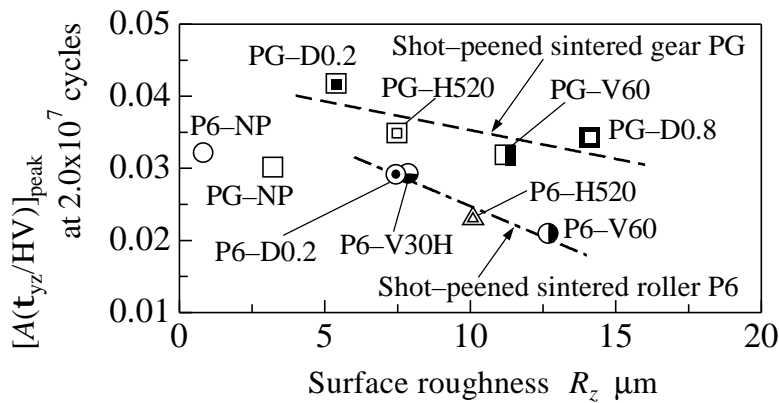 0.05
PG–D0.2
Shot–peened sintered gear PG
PG–H520
PG–V60
0.04
P6–NP
PG–D0.8
0.03
PG–NP
P6–H520
P6–D0.2
P6–V30H
P6–V60
0.02
Shot–peened sintered roller P6
0.01
0
5
10
15
20
[A(t_yz/HV)]_peak
at 2.0x10^7 cycles
Surface roughness R_z μm